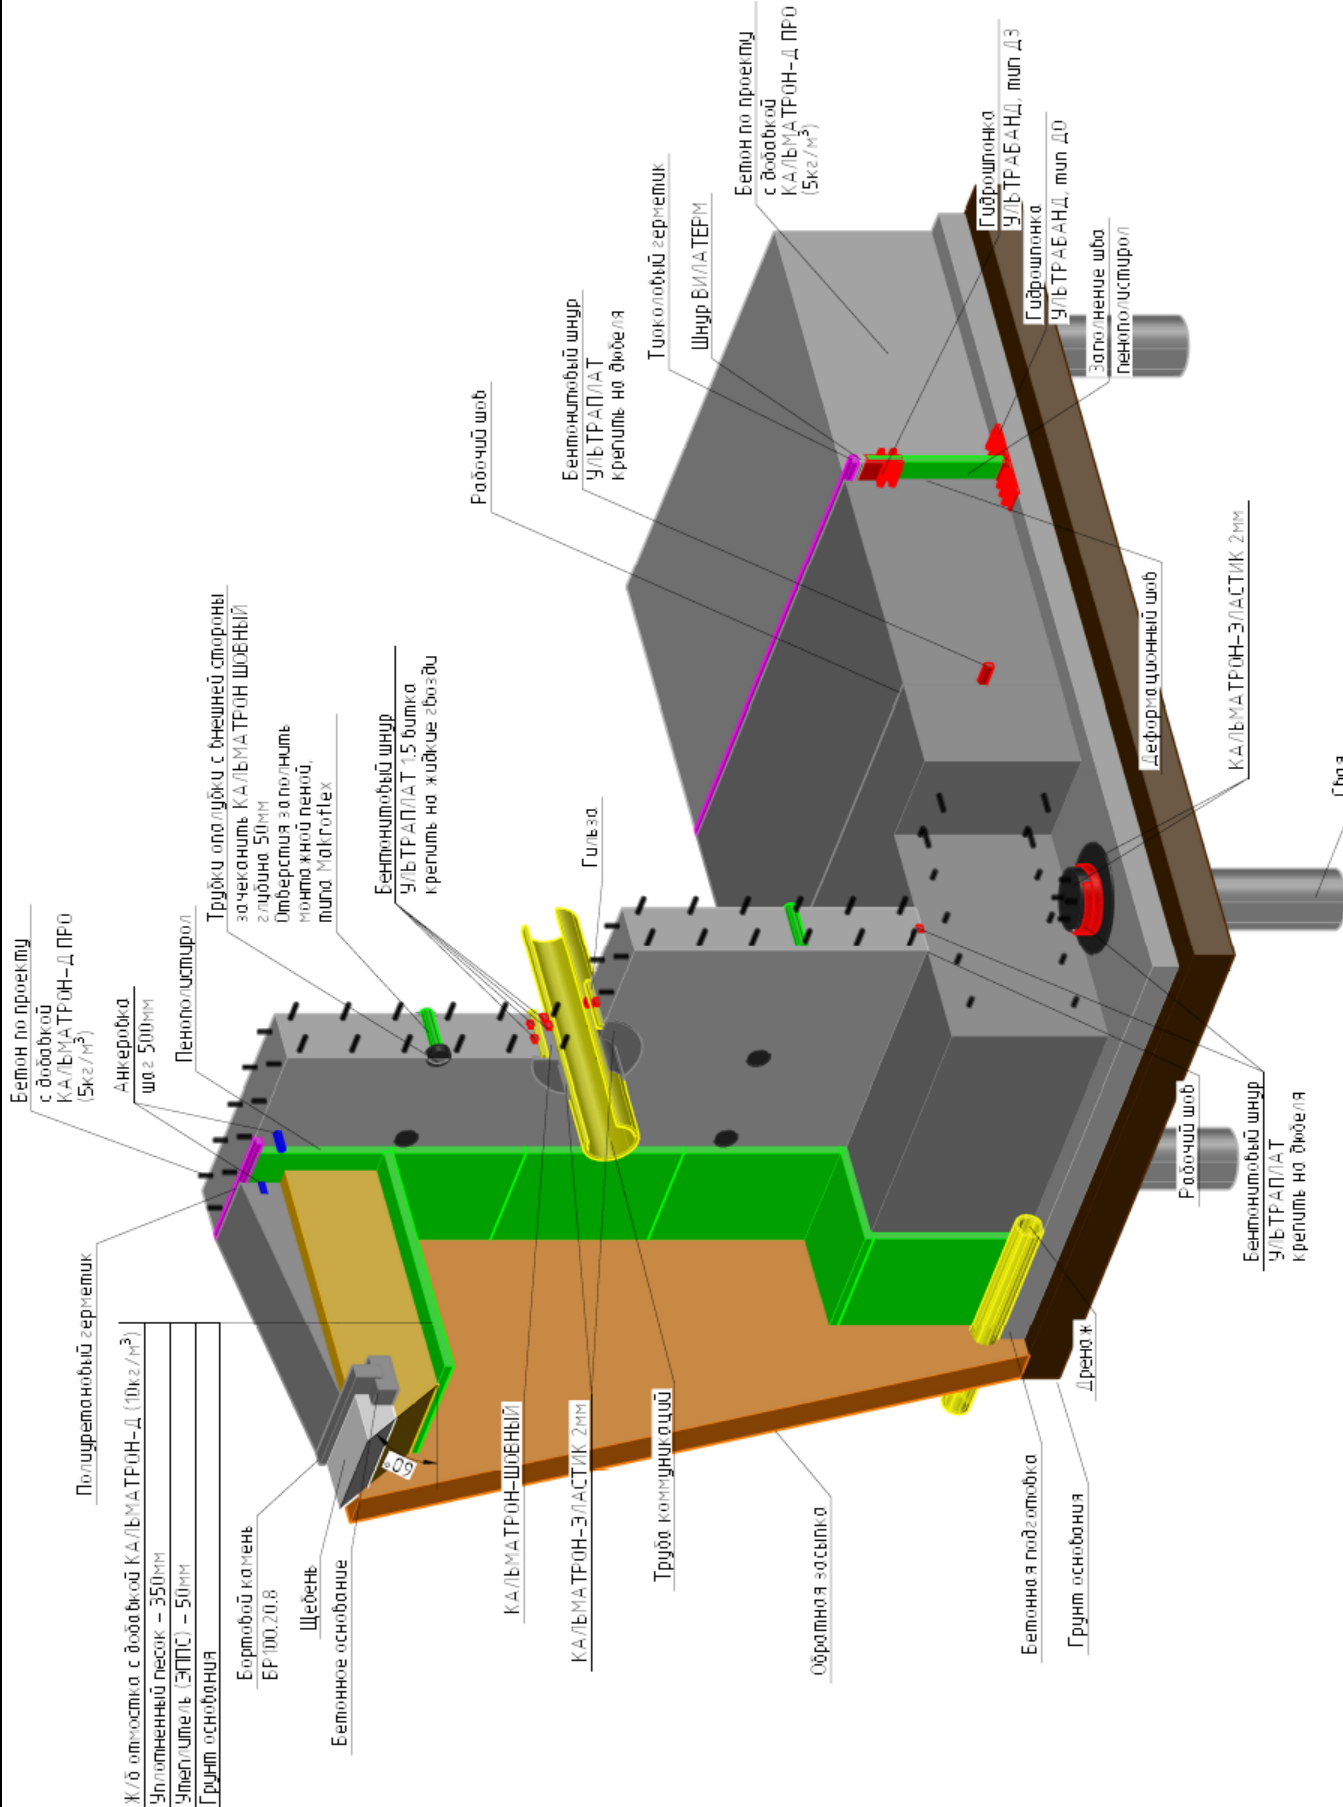 Ж/б отмостка с добавкой КАЛЬМАТРОН-Д (10кг/м³)
Уплотненный песок - 350мм
Утеплитель (ЭППС) - 50мм
Грунт основания
Бортовой камень
БР100.20.8
Щебень
Бетонное основание
60°
Полиуретановый герметик
Бетон по проекту
с добавкой
КАЛЬМАТРОН-Д ПРО
(5кг/м³)
Анкеровка
шаг 500мм
Пенополистирол
Трубки опалубки с внешней стороны
зачеканить КАЛЬМАТРОН ШОВНЫЙ
глубина 50мм
Отверстия заполнить
монтажной пеной,
типа Makroflex
Бентонитовый шнур
УЛЬТРАПЛАТ 1.5 витка
крепить на жидкие гвозди
Гильза
Рабочий шов
Бентонитовый шнур
УЛЬТРАПЛАТ
крепить на дюбеля
Тиоколовый герметик
Шнур ВИЛАТЕРМ
Бетон по проекту
с добавкой
КАЛЬМАТРОН-Д ПРО
(5кг/м³)
Гидрошпонка
УЛЬТРАБАНД, тип ДЗ
Гидрошпонка
УЛЬТРАБАНД, тип ДО
Заполнение шва
пенополистирол
КАЛЬМАТРОН-ШОВНЫЙ
КАЛЬМАТРОН-ЭЛАСТИК 2мм
Труба коммуникаций
Обратная засыпка
Бетонная подготовка
Грунт основания
Дренаж
Рабочий шов
Бентонитовый шнур
УЛЬТРАПЛАТ
крепить на дюбеля
Деформационный шов
КАЛЬМАТРОН-ЭЛАСТИК 2мм